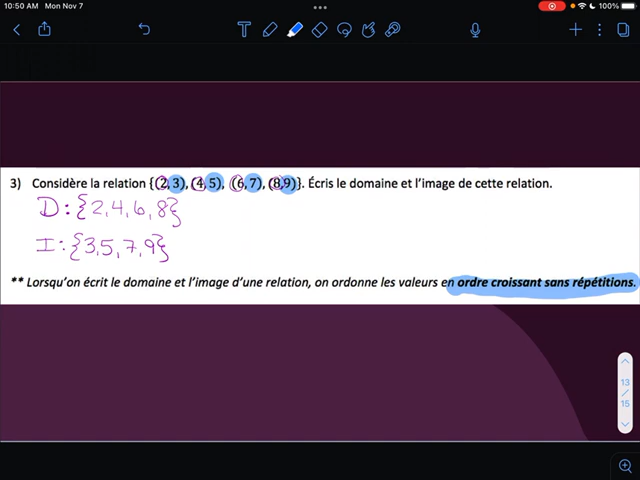 10:50 AM Mon Nov 7
100%
3) Considère la relation {(2,3),(4,5), (6,7),(8,9)}. Écris le domaine et l'image de cette relation.
D:{2,4,6,8}
I:{3,5,7,9}
** Lorsqu'on écrit le domaine et l'image d'une relation, on ordonne les valeurs en ordre croissant sans répétitions.
13
/
15